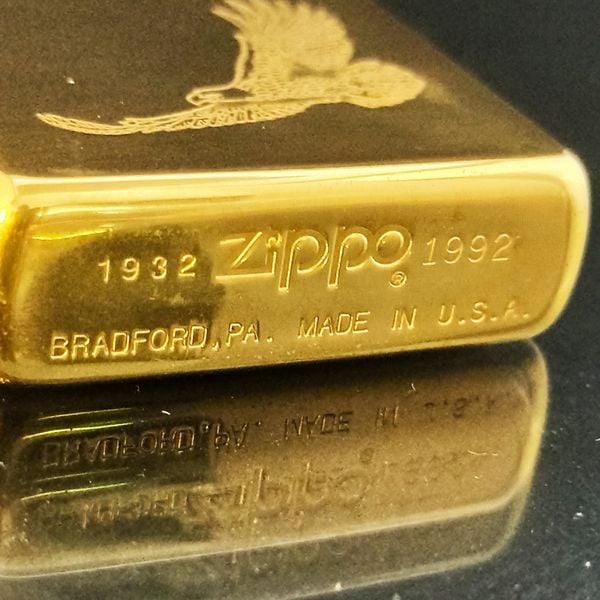 1932 Zippo ® 1992
BRADFORD, PA. MADE IN U.S.A.